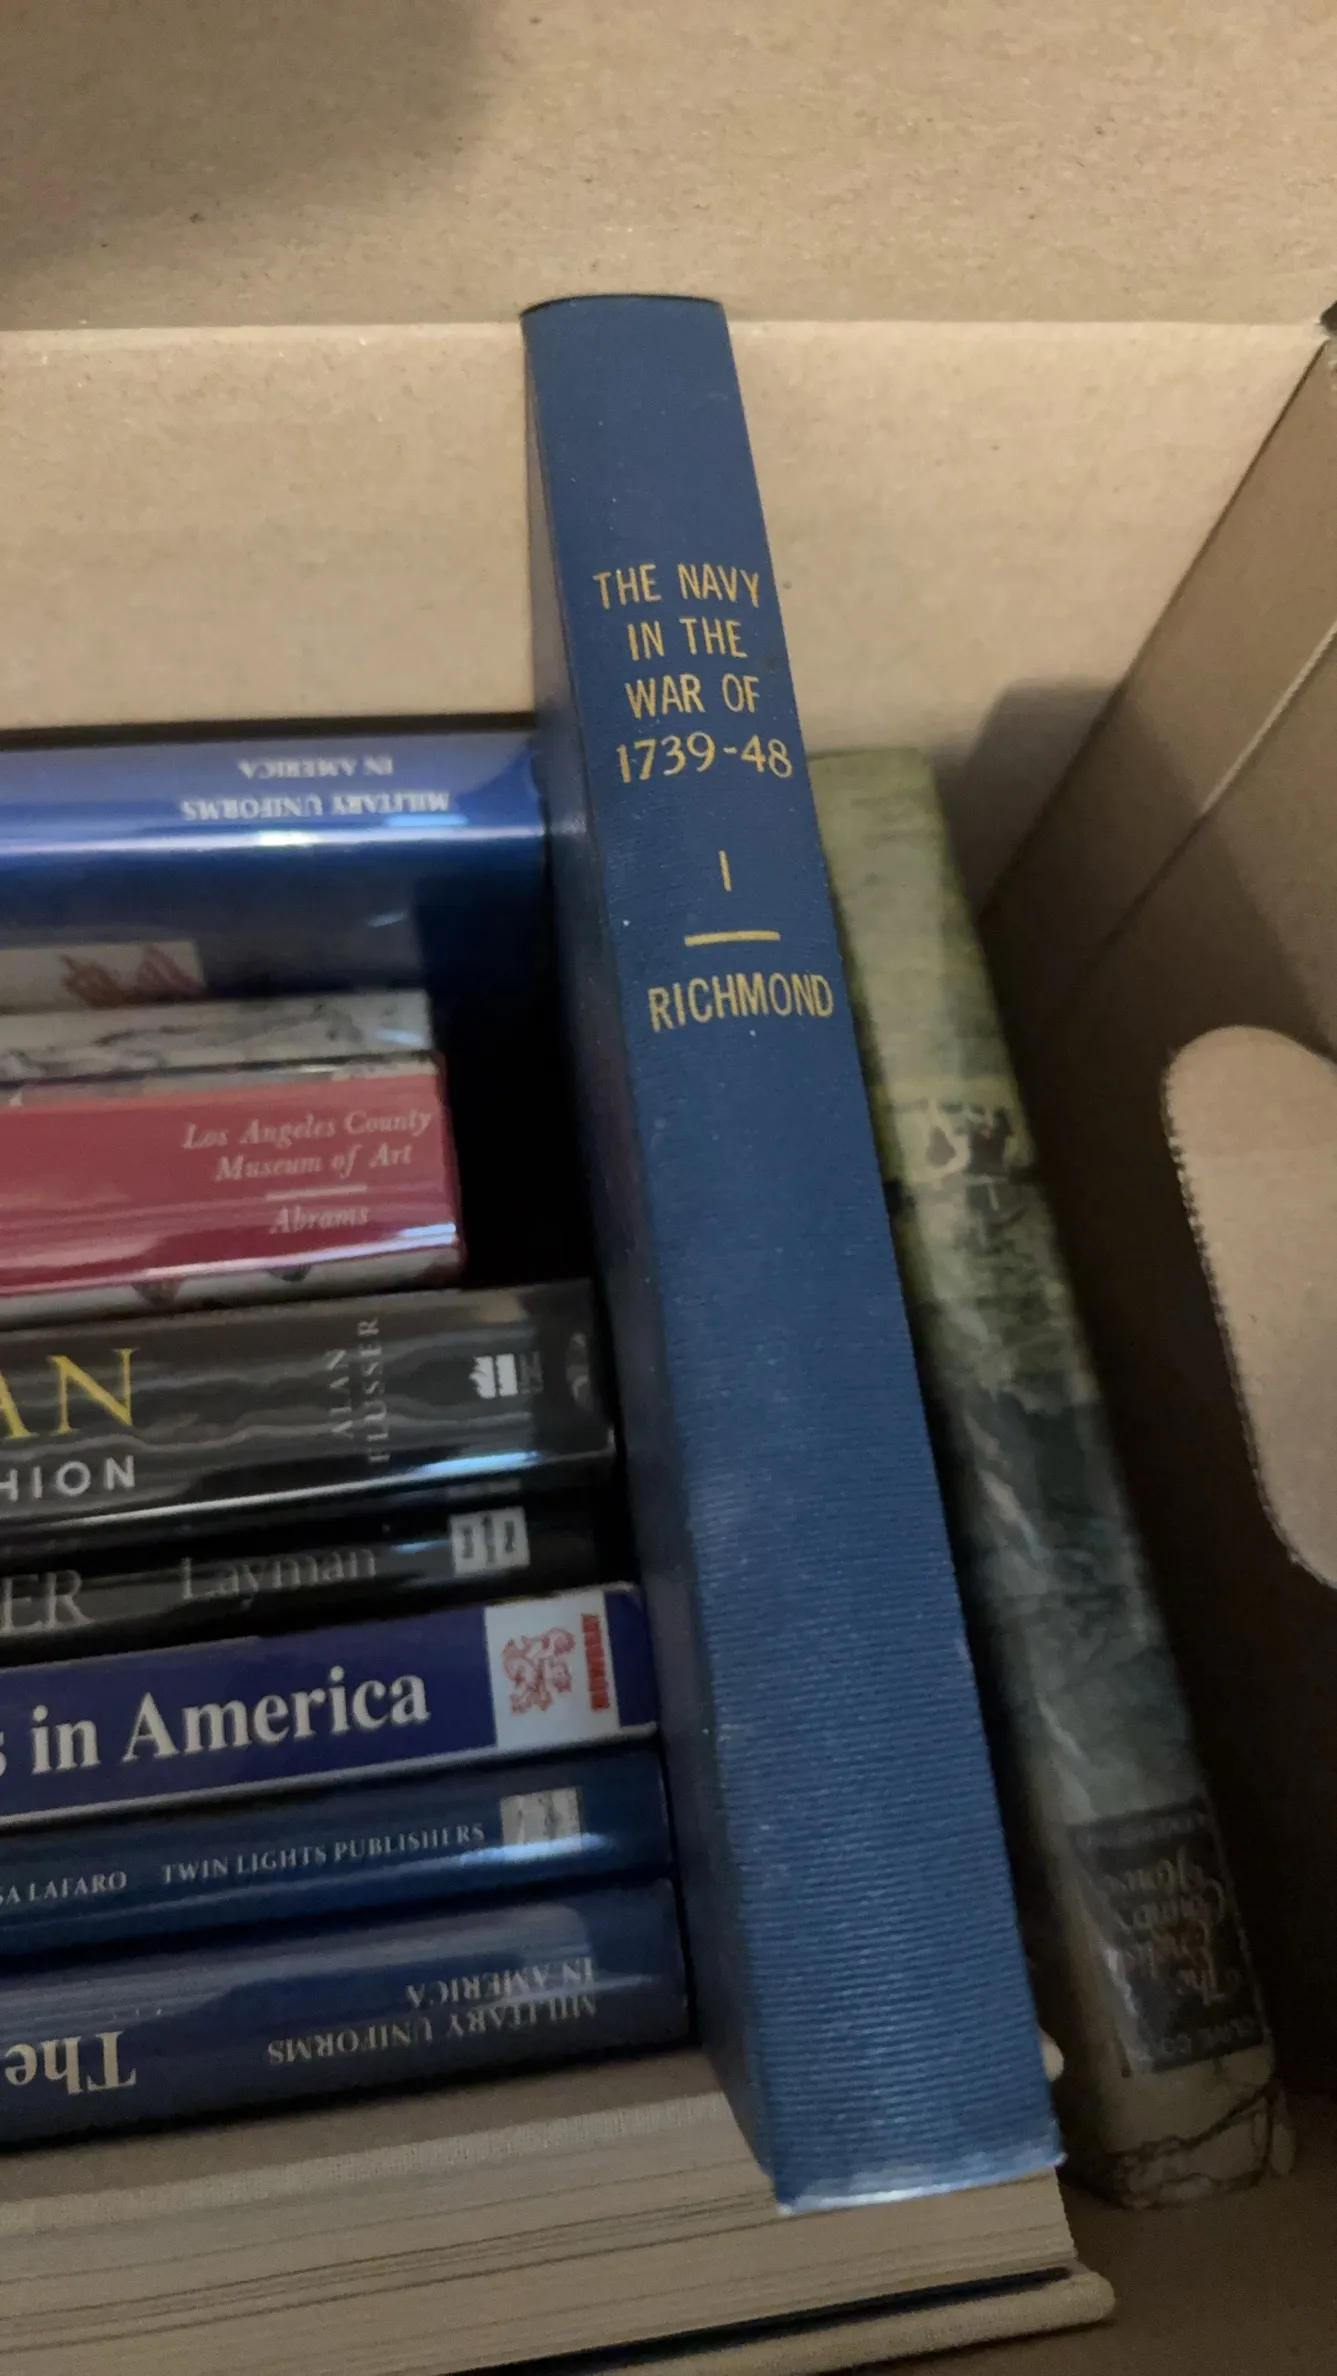 THE NAVY
IN THE
WAR OF
1739-48
I
RICHMOND
MILITARY UNIFORMS
IN AMERICA
Los Angeles County
Museum of Art
Abrams
AN
HION
ALAN
FLUSSER
ER Layman
s in America
MOWBRAY
SA LAFARO TWIN LIGHTS PUBLISHERS
The
MILITARY UNIFORMS
IN AMERICA